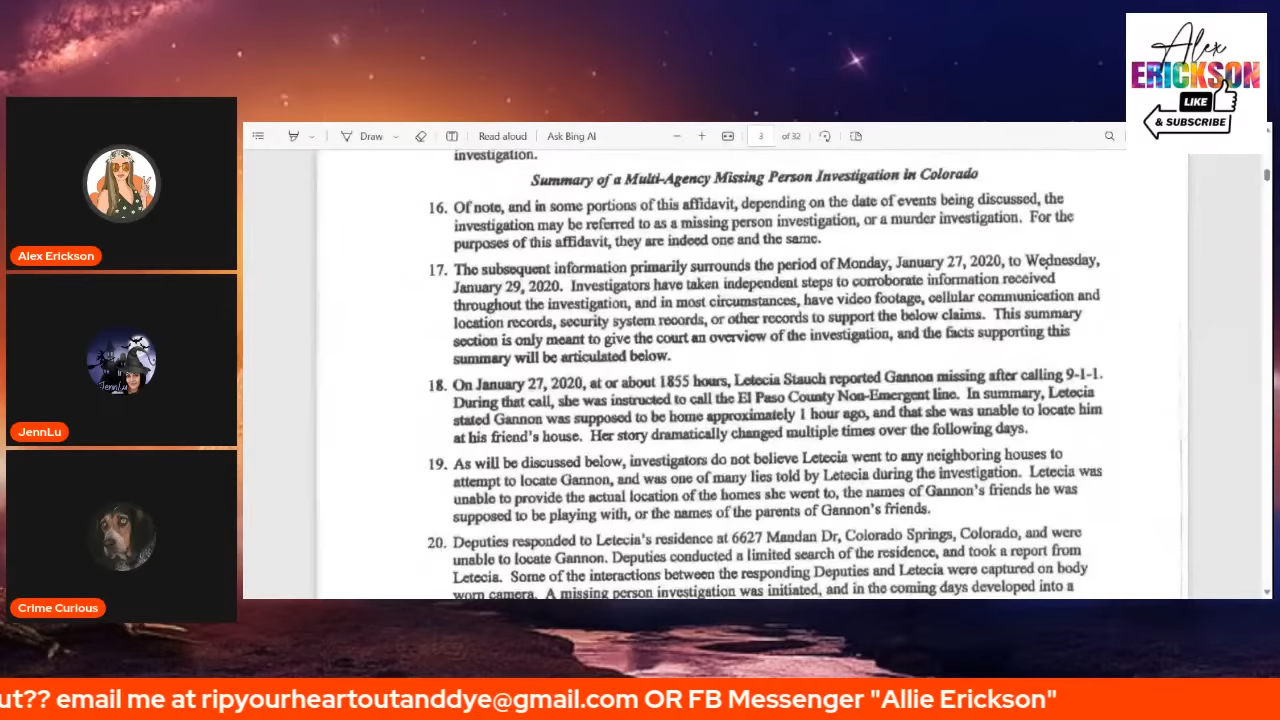 Alex
ERICKSON
LIKE
& SUBSCRIBE
Draw
Read aloud
Ask Bing AI
3
of 32
investigation.
Summary of a Multi-Agency Missing Person Investigation in Colorado
16. Of note, and in some portions of this affidavit, depending on the date of events being discussed, the
investigation may be referred to as a missing person investigation, or a murder investigation. For the
purposes of this affidavit, they are indeed one and the same.
17. The subsequent information primarily surrounds the period of Monday, January 27, 2020, to Wednesday,
January 29, 2020. Investigators have taken independent steps to corroborate information received
throughout the investigation, and in most circumstances, have video footage, cellular communication and
location records, security system records, or other records to support the below claims. This summary
section is only meant to give the court an overview of the investigation, and the facts supporting this
summary will be articulated below.
18. On January 27, 2020, at or about 1855 hours, Letecia Stauch reported Gannon missing after calling 9-1-1.
During that call, she was instructed to call the El Paso County Non-Emergent line. In summary, Letecia
stated Gannon was supposed to be home approximately 1 hour ago, and that she was unable to locate him
at his friend's house. Her story dramatically changed multiple times over the following days.
19. As will be discussed below, investigators do not believe Letecia went to any neighboring houses to
attempt to locate Gannon, and was one of many lies told by Letecia during the investigation. Letecia was
unable to provide the actual location of the homes she went to, the names of Gannon's friends he was
supposed to be playing with, or the names of the parents of Gannon's friends.
20. Deputies responded to Letecia's residence at 6627 Mandan Dr, Colorado Springs, Colorado, and were
unable to locate Gannon. Deputies conducted a limited search of the residence, and took a report from
Letecia. Some of the interactions between the responding Deputies and Letecia were captured on body
worn camera. A missing person investigation was initiated, and in the coming days developed into a
Alex Erickson
JennLu
JennLu
Crime Curious
ut?? email me at ripyourheartoutanddye@gmail.com OR FB Messenger "Allie Erickson"